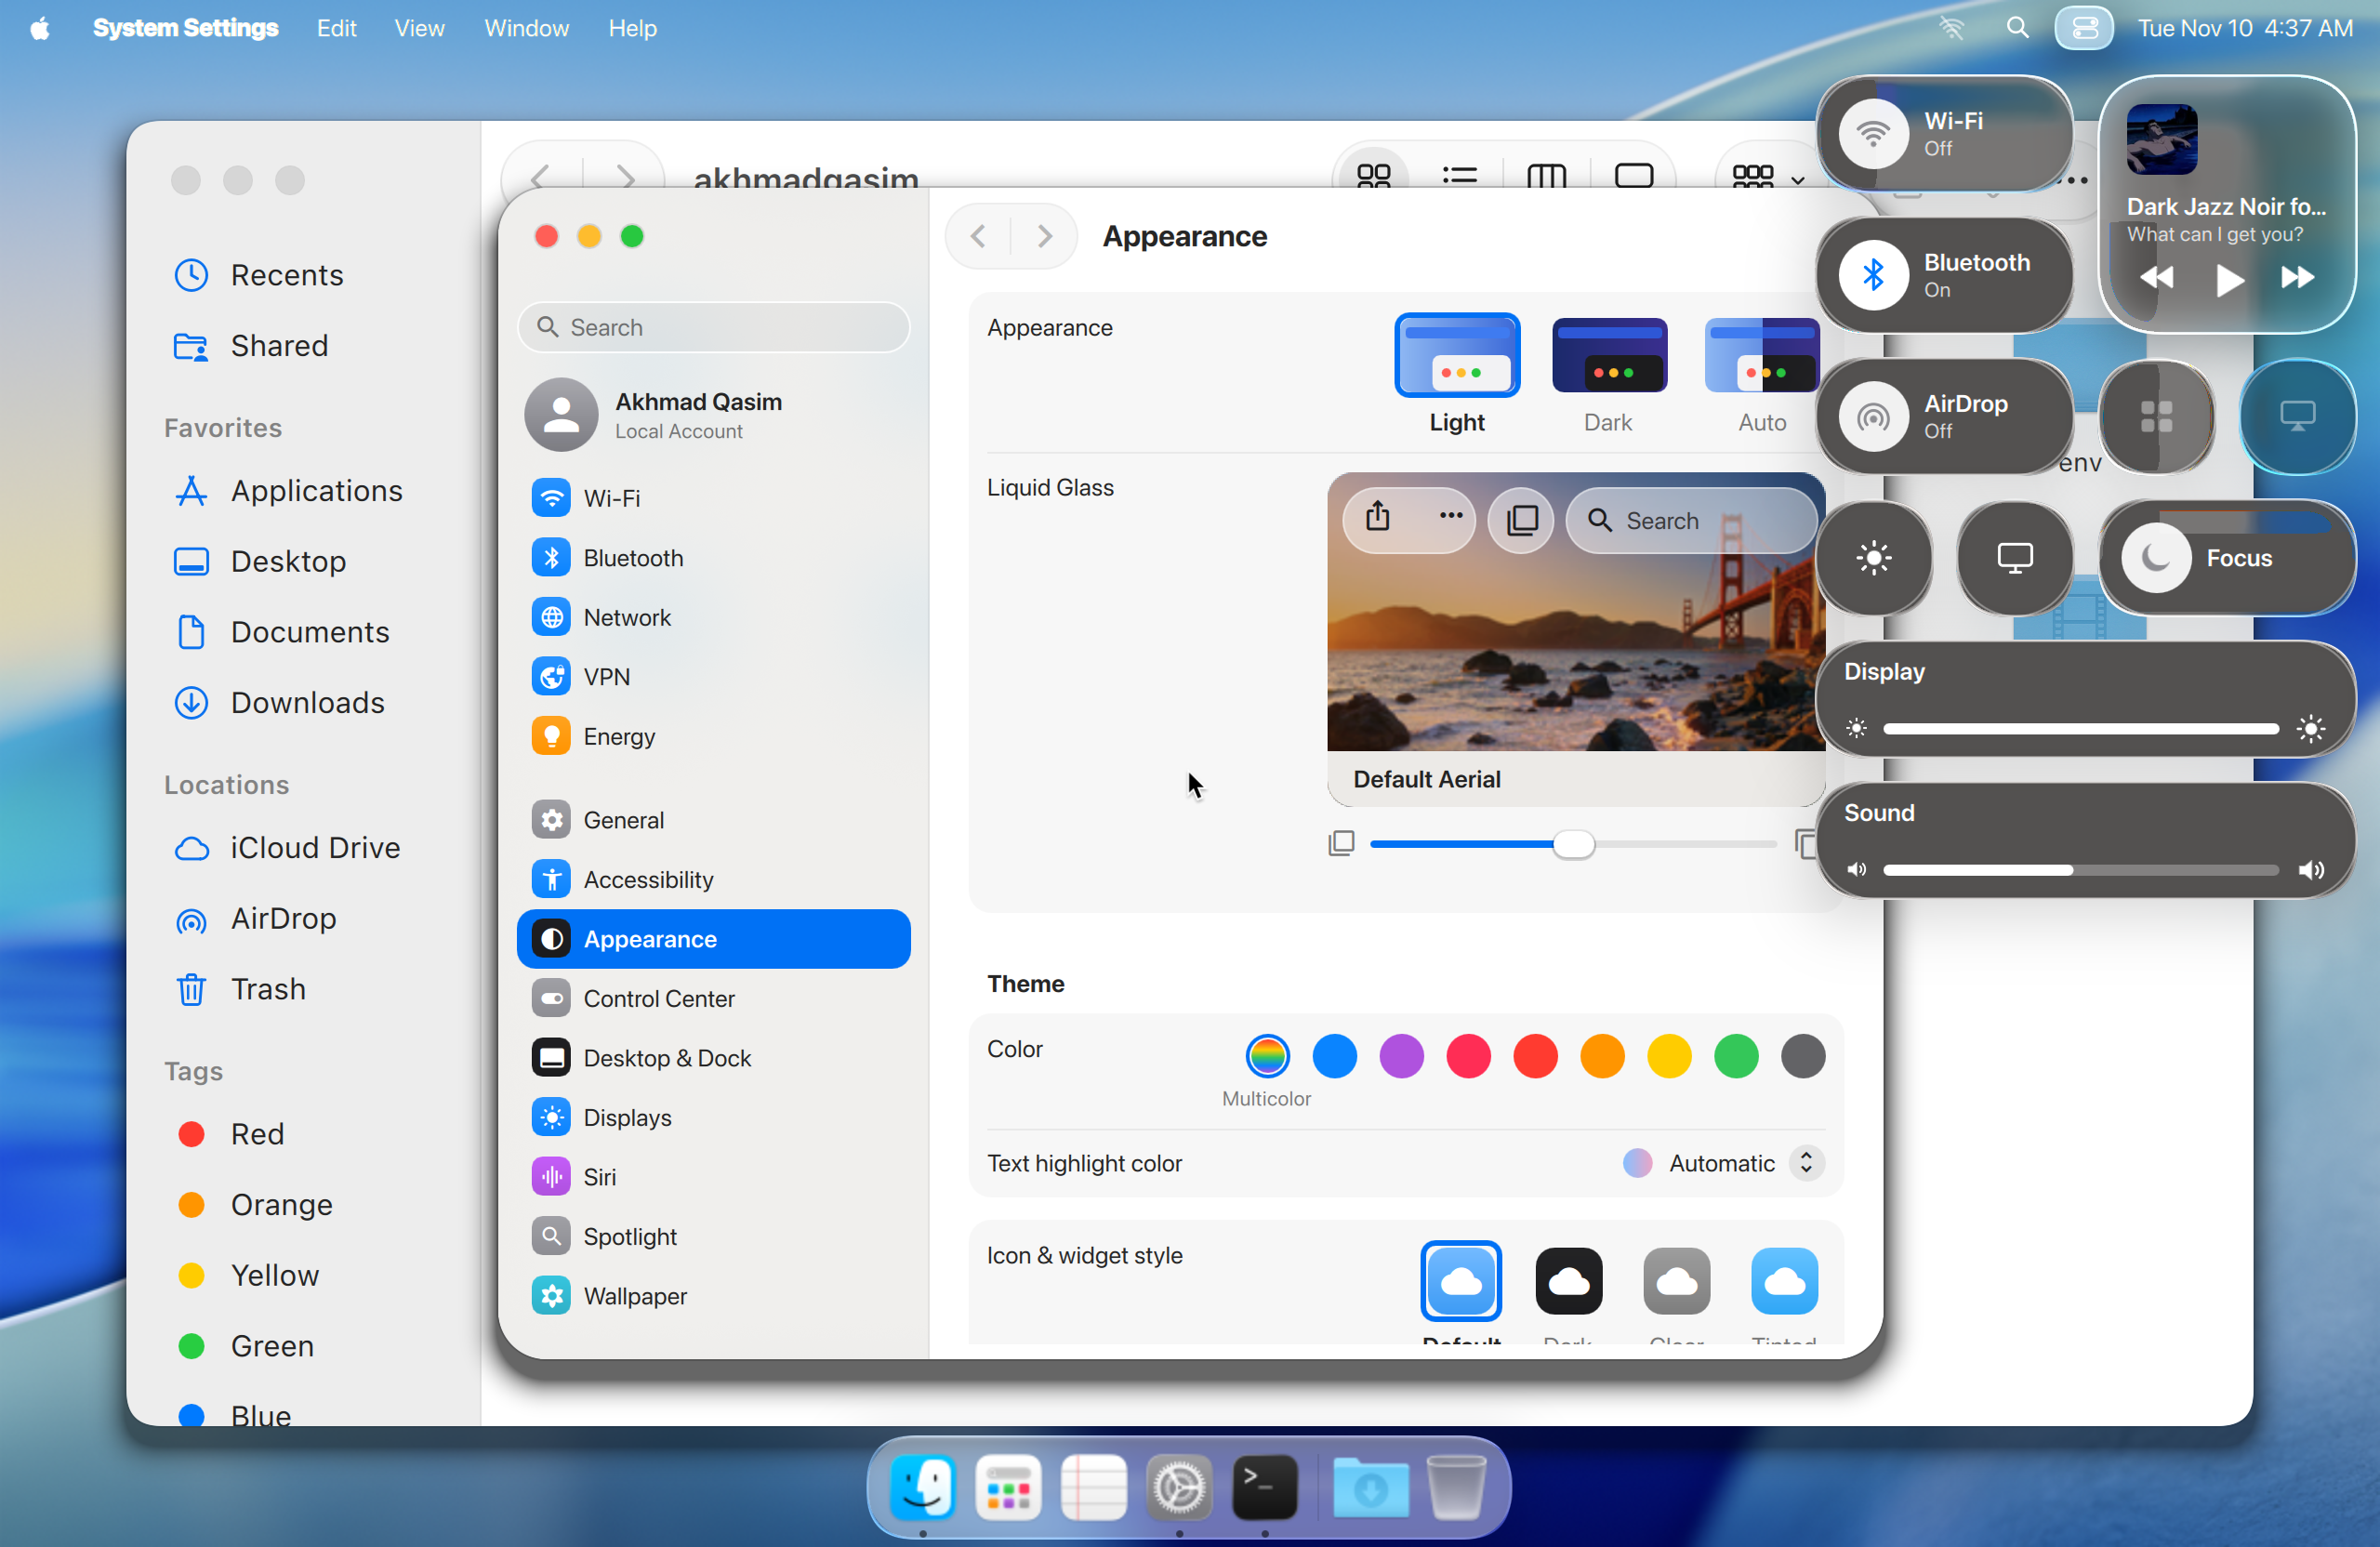 System Settings Edit View Window Help
Tue Nov 10 4:37 AM
akhmadqasim
Recents
Shared
Favorites
Applications
Desktop
Documents
Downloads
Locations
iCloud Drive
AirDrop
Trash
Tags
Red
Orange
Yellow
Green
Blue
Search
Akhmad Qasim
Local Account
Wi-Fi
Bluetooth
Network
VPN
Energy
General
Accessibility
Appearance
Control Center
Desktop & Dock
Displays
Siri
Spotlight
Wallpaper
Appearance
Appearance
Light
Dark
Auto
Liquid Glass
Search
Default Aerial
Theme
Color
Multicolor
Text highlight color
Automatic
Icon & widget style
Default
Dark
Clear
Tinted
env
Wi-Fi
Off
Dark Jazz Noir fo...
What can I get you?
Bluetooth
On
AirDrop
Off
Focus
Display
Sound